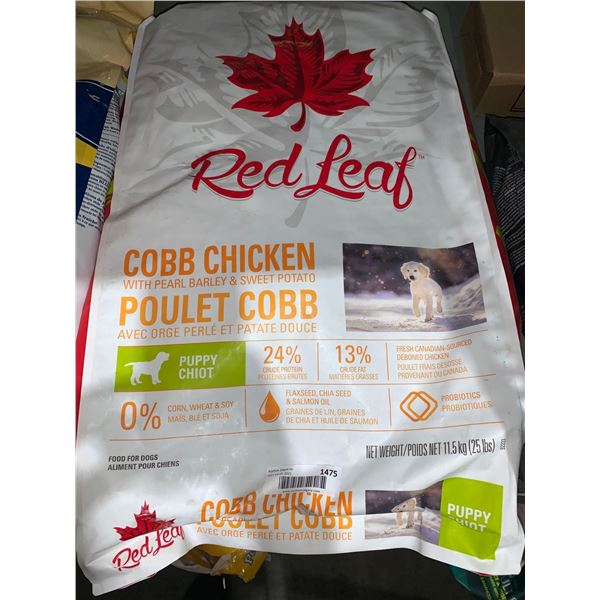 Red Leaf™
COBB CHICKEN
WITH PEARL BARLEY & SWEET POTATO
POULET COBB
AVEC ORGE PERLÉ ET PATATE DOUCE
PUPPY
CHIOT
24%
CRUDE PROTEIN
PROTÉINES BRUTES
13%
CRUDE FAT
MATIÈRES GRASSES
FRESH CANADIAN-SOURCED
DEBONED CHICKEN
POULET FRAIS DÉSOSSÉ
PROVENANT DU CANADA
0%
CORN, WHEAT & SOY
MAÏS, BLÉ ET SOJA
FLAXSEED, CHIA SEED
& SALMON OIL
GRAINES DE LIN, GRAINES
DE CHIA ET HUILE DE SAUMON
PROBIOTICS
PROBIOTIQUES
FOOD FOR DOGS
ALIMENT POUR CHIENS
NET WEIGHT/POIDS NET 11.5 kg (25 lbs)
1475
COBB CHICKEN
POULET COBB
AVEC ORGE PERLÉ ET PATATE DOUCE
PUPPY
CHIOT
Red Leaf